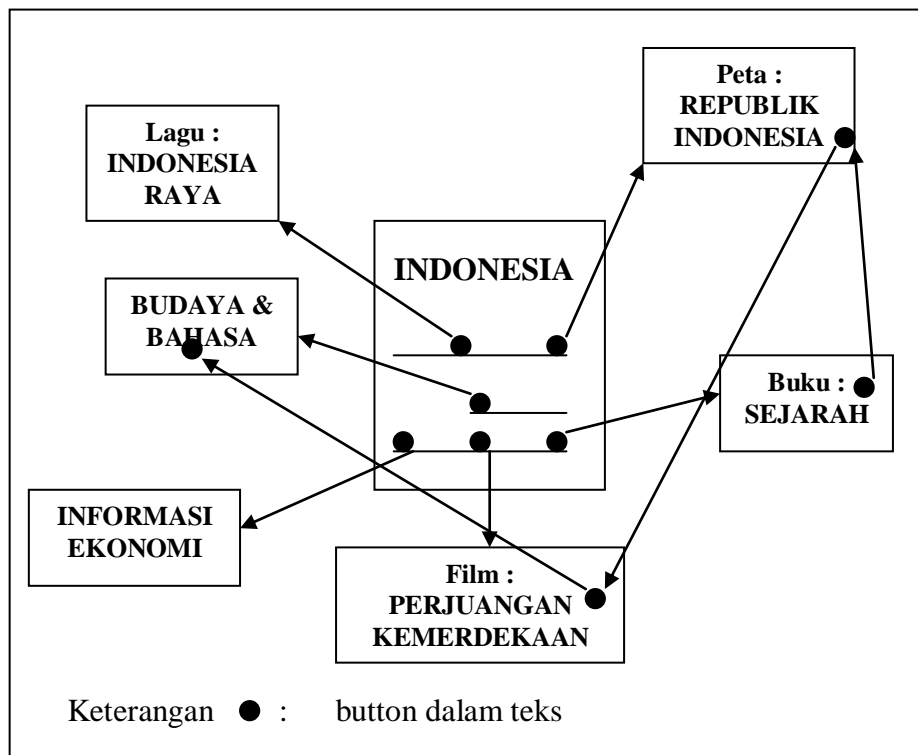 Peta :
REPUBLIK
INDONESIA
Lagu :
INDONESIA
RAYA
INDONESIA
BUDAYA &
BAHASA
Buku :
SEJARAH
INFORMASI
EKONOMI
Film :
PERJUANGAN
KEMERDEKAAN
Keterangan ● : button dalam teks